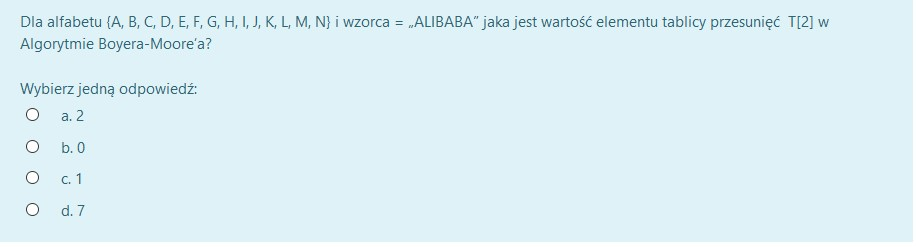 Dla alfabetu {A, B, C, D, E, F, G, H, I, J, K, L, M, N} i wzorca = „ALIBABA” jaka jest wartość elementu tablicy przesunięć T[2] w
Algorytmie Boyera-Moore'a?
Wybierz jedną odpowiedź:
a. 2
b. 0
c. 1
d. 7